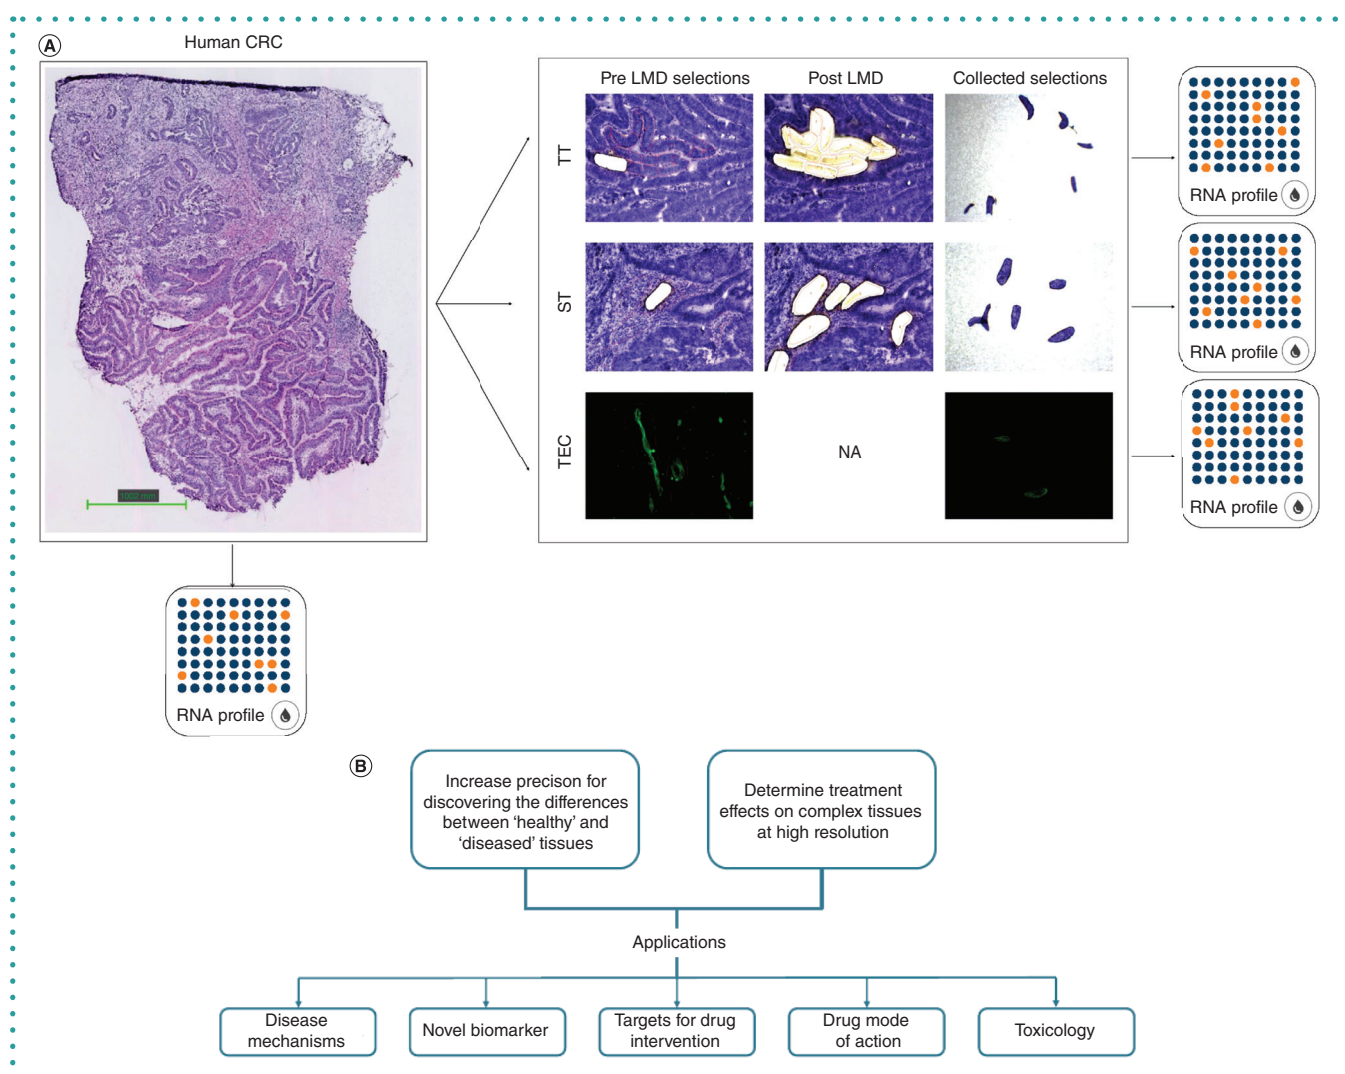 A
Human CRC
Pre LMD selections
Post LMD
Collected selections
TT
RNA profile
ST
RNA profile
TEC
NA
RNA profile
1002 mm
RNA profile
B
Increase precison for
discovering the differences
between ‘healthy’ and
‘diseased’ tissues
Determine treatment
effects on complex tissues
at high resolution
Applications
Disease
mechanisms
Novel biomarker
Targets for drug
intervention
Drug mode
of action
Toxicology